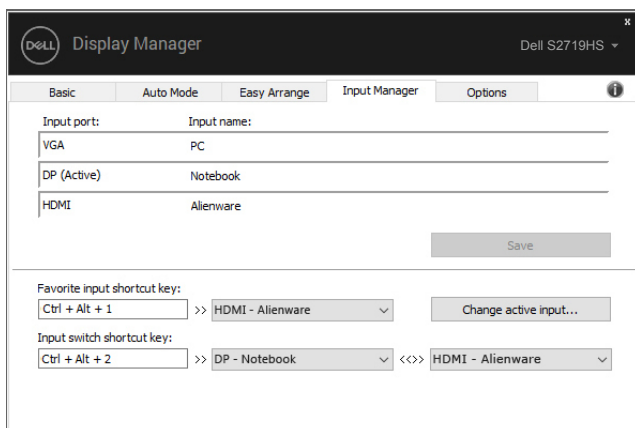 x
DELL Display Manager Dell S2719HS
Basic Auto Mode Easy Arrange Input Manager Options i
Input port: Input name:
VGA PC
DP (Active) Notebook
HDMI Alienware
Save
Favorite input shortcut key:
Ctrl + Alt + 1 >> HDMI - Alienware Change active input...
Input switch shortcut key:
Ctrl + Alt + 2 >> DP - Notebook <<>> HDMI - Alienware